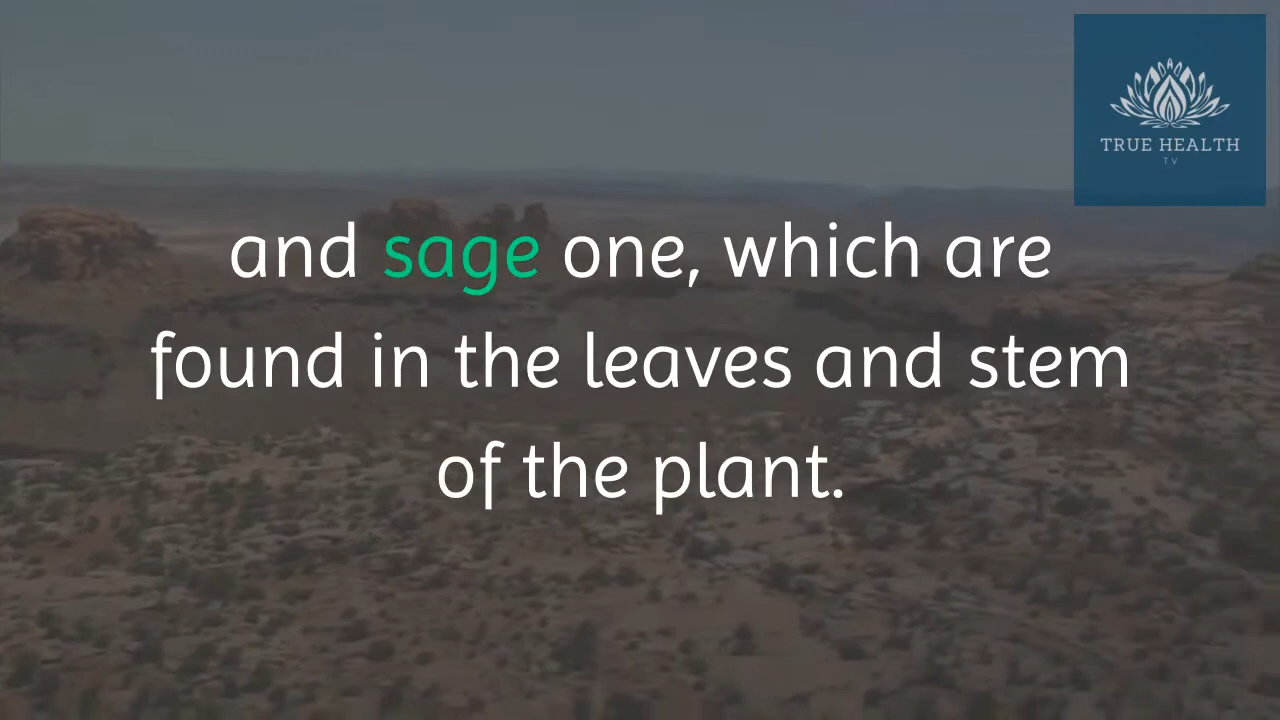 TRUE HEALTH
TV
and sage one, which are
found in the leaves and stem
of the plant.